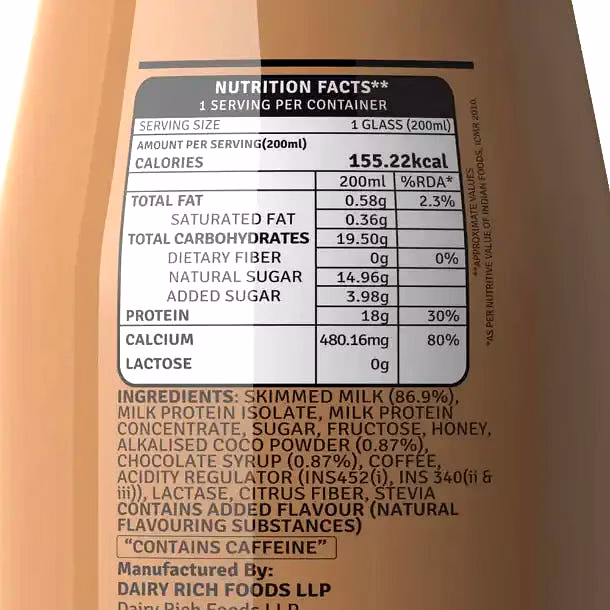 NUTRITION FACTS**
1 SERVING PER CONTAINER
SERVING SIZE 1 GLASS (200ml)
AMOUNT PER SERVING(200ml)
CALORIES 155.22kcal
200ml %RDA*
TOTAL FAT 0.58g 2.3%
SATURATED FAT 0.36g
TOTAL CARBOHYDRATES 19.50g
DIETARY FIBER 0g 0%
NATURAL SUGAR 14.96g
ADDED SUGAR 3.98g
PROTEIN 18g 30%
CALCIUM 480.16mg 80%
LACTOSE 0g
**APPROXIMATE VALUES
*AS PER NUTRITIVE VALUE OF INDIAN FOODS, ICMR 2010.
INGREDIENTS: SKIMMED MILK (86.9%),
MILK PROTEIN ISOLATE, MILK PROTEIN
CONCENTRATE, SUGAR, FRUCTOSE, HONEY,
ALKALISED COCO POWDER (0.87%),
CHOCOLATE SYRUP (0.87%), COFFEE,
ACIDITY REGULATOR (INS452(i), INS 340(ii &
iii)), LACTASE, CITRUS FIBER, STEVIA
CONTAINS ADDED FLAVOUR (NATURAL
FLAVOURING SUBSTANCES)
"CONTAINS CAFFEINE"
Manufactured By:
DAIRY RICH FOODS LLP
Dairy Rich Foods LLP